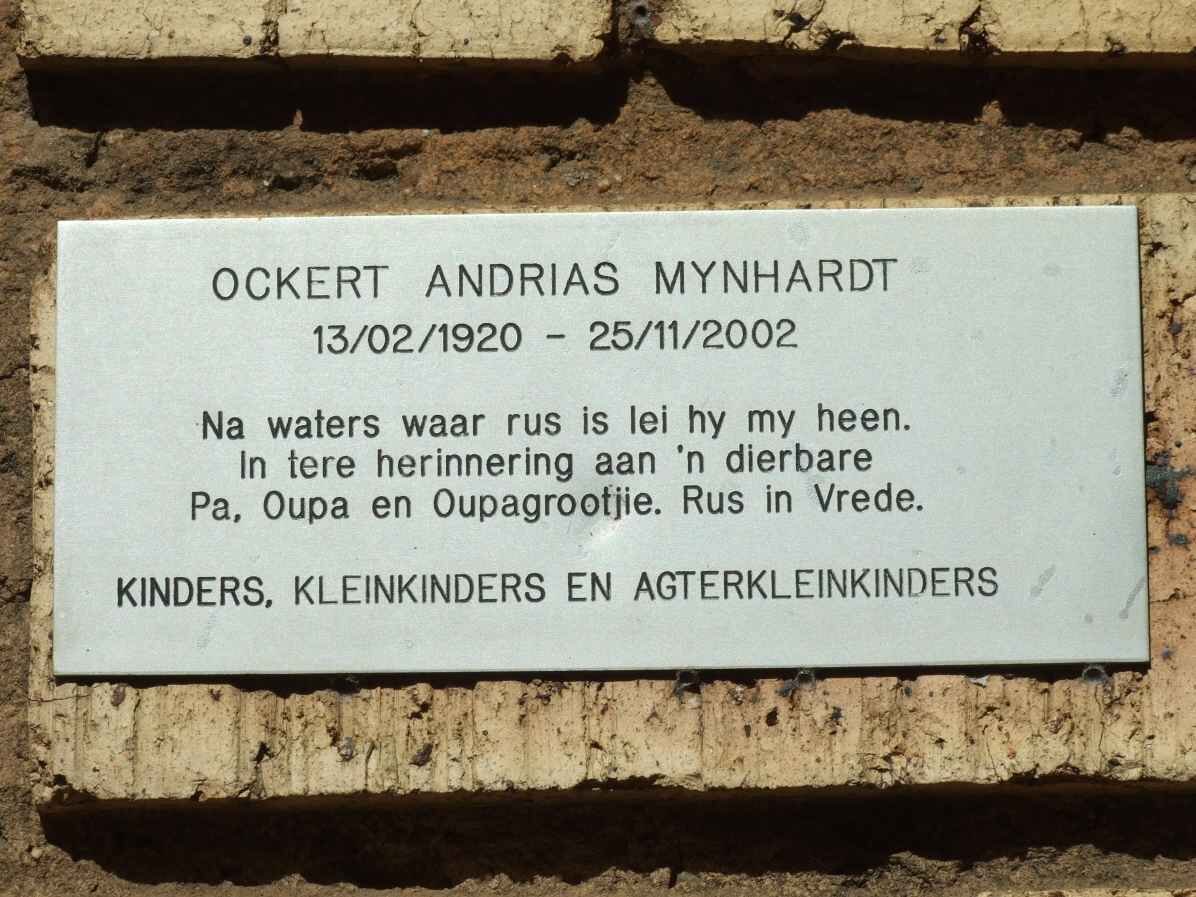 OCKERT ANDRIAS MYNHARDT
13/02/1920 - 25/11/2002
Na waters waar rus is lei hy my heen.
In tere herinnering aan 'n dierbare
Pa, Oupa en Oupagrootjie. Rus in Vrede.
KINDERS, KLEINKINDERS EN AGTERKLEINKINDERS